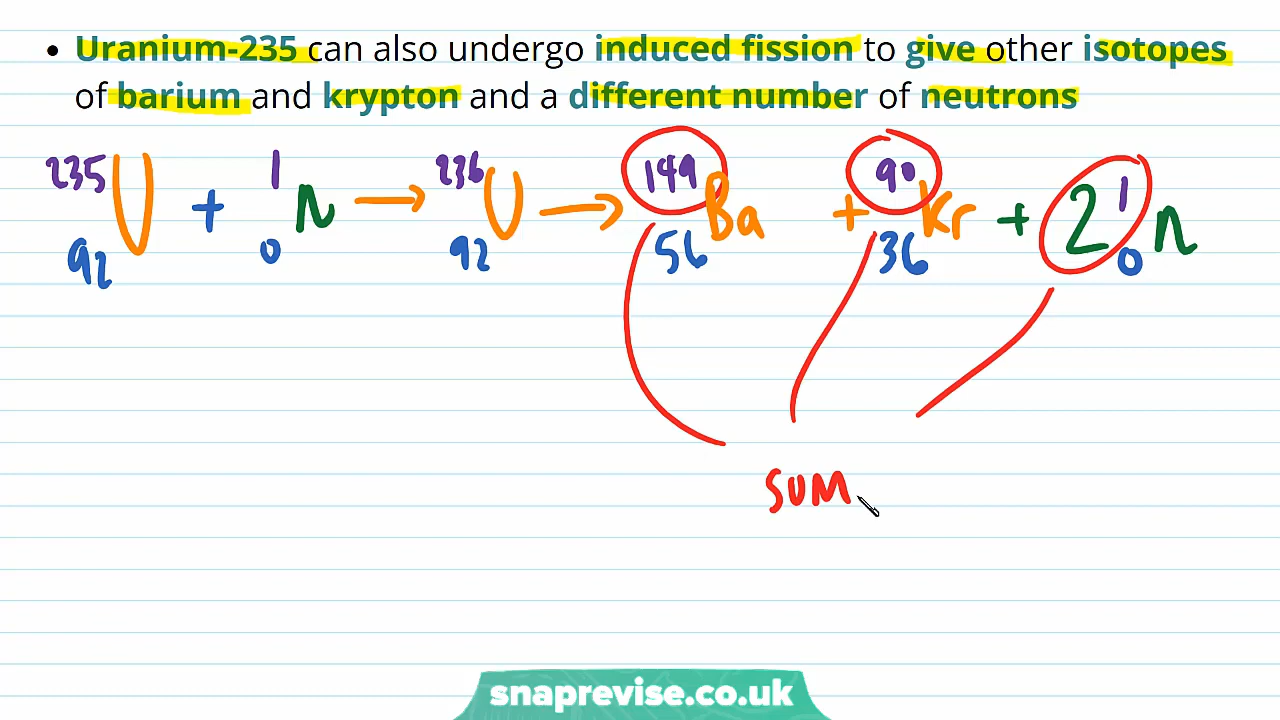 • Uranium-235 can also undergo induced fission to give other isotopes
of barium and krypton and a different number of neutrons
235 92 U + 1 0 n → 236 92 U → 144 56 Ba + 90 36 Kr + 2 1 0 n
SUM
snaprevise.co.uk